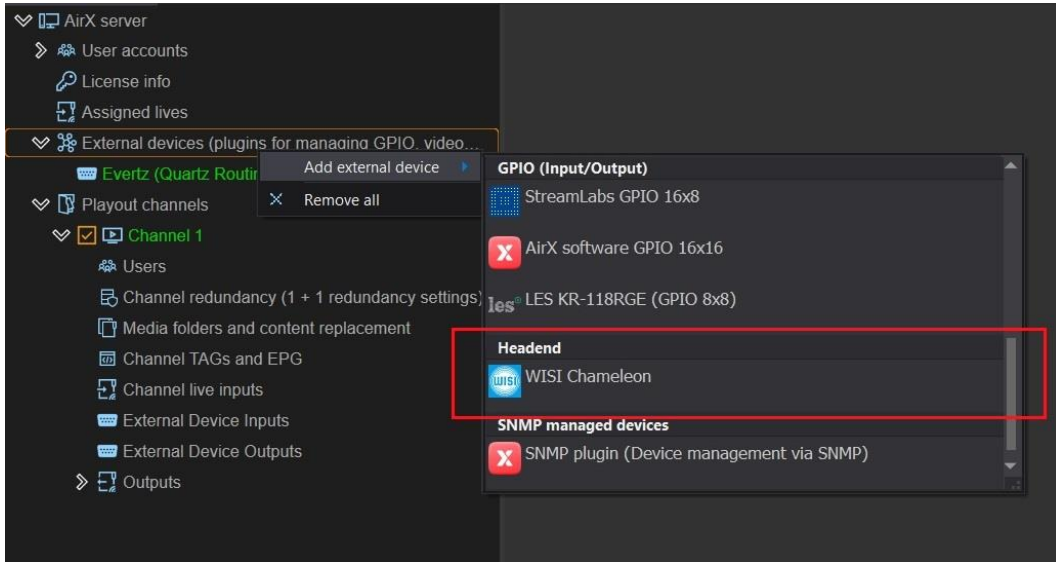 AirX server
User accounts
License info
Assigned lives
External devices (plugins for managing GPIO, video...
Evertz (Quartz Routin
Playout channels
Channel 1
Users
Channel redundancy (1 + 1 redundancy settings)
Media folders and content replacement
Channel TAGs and EPG
Channel live inputs
External Device Inputs
External Device Outputs
Outputs
Add external device
Remove all
GPIO (Input/Output)
StreamLabs GPIO 16x8
X AirX software GPIO 16x16
les LES KR-118RGE (GPIO 8x8)
Headend
WISI WISI Chameleon
SNMP managed devices
X SNMP plugin (Device management via SNMP)